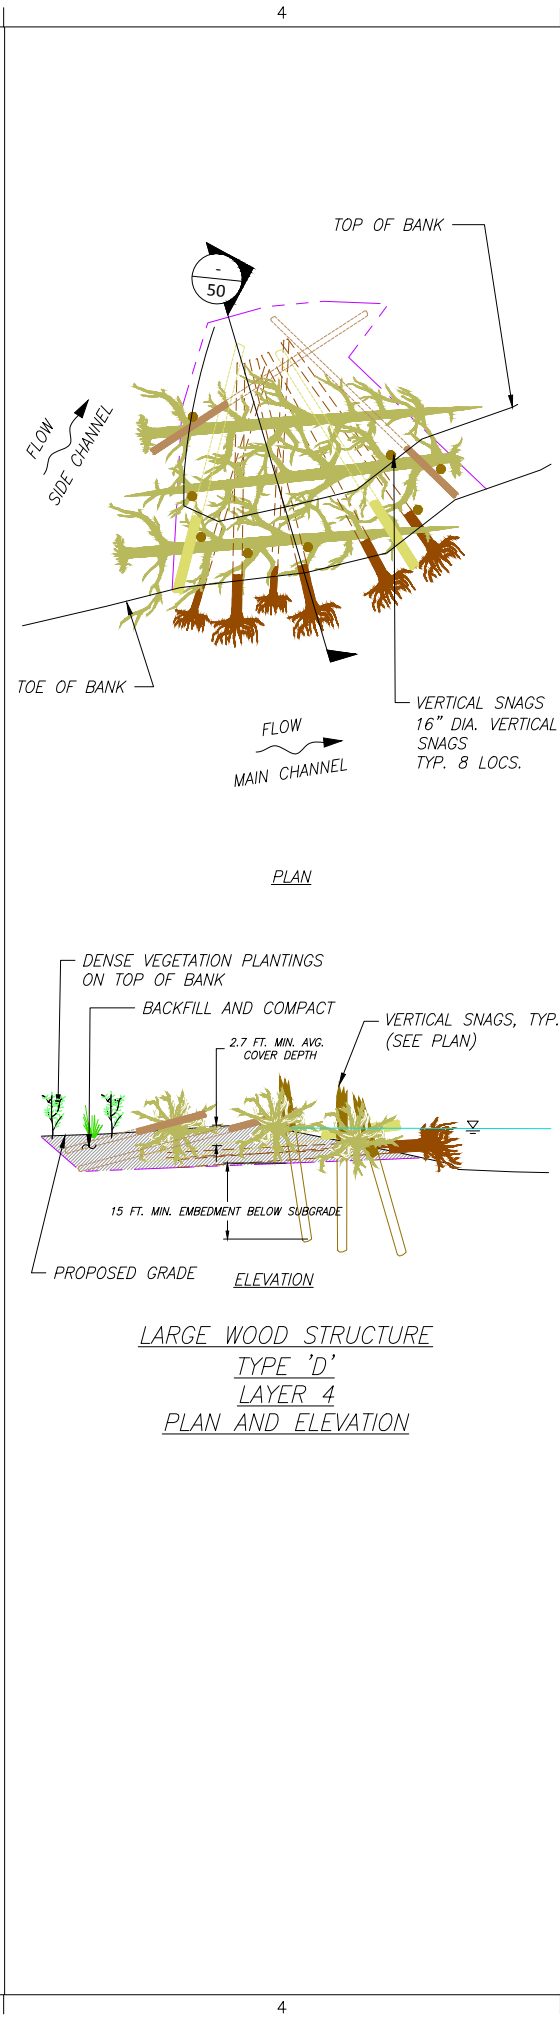 4
TOP OF BANK
-
50
FLOW
SIDE CHANNEL
TOE OF BANK
VERTICAL SNAGS
16" DIA. VERTICAL
SNAGS
TYP. 8 LOCS.
FLOW
MAIN CHANNEL
PLAN
DENSE VEGETATION PLANTINGS
ON TOP OF BANK
BACKFILL AND COMPACT
2.7 FT. MIN. AVG.
COVER DEPTH
VERTICAL SNAGS, TYP.
(SEE PLAN)
15 FT. MIN. EMBEDMENT BELOW SUBGRADE
PROPOSED GRADE
ELEVATION
LARGE WOOD STRUCTURE
TYPE 'D'
LAYER 4
PLAN AND ELEVATION
4